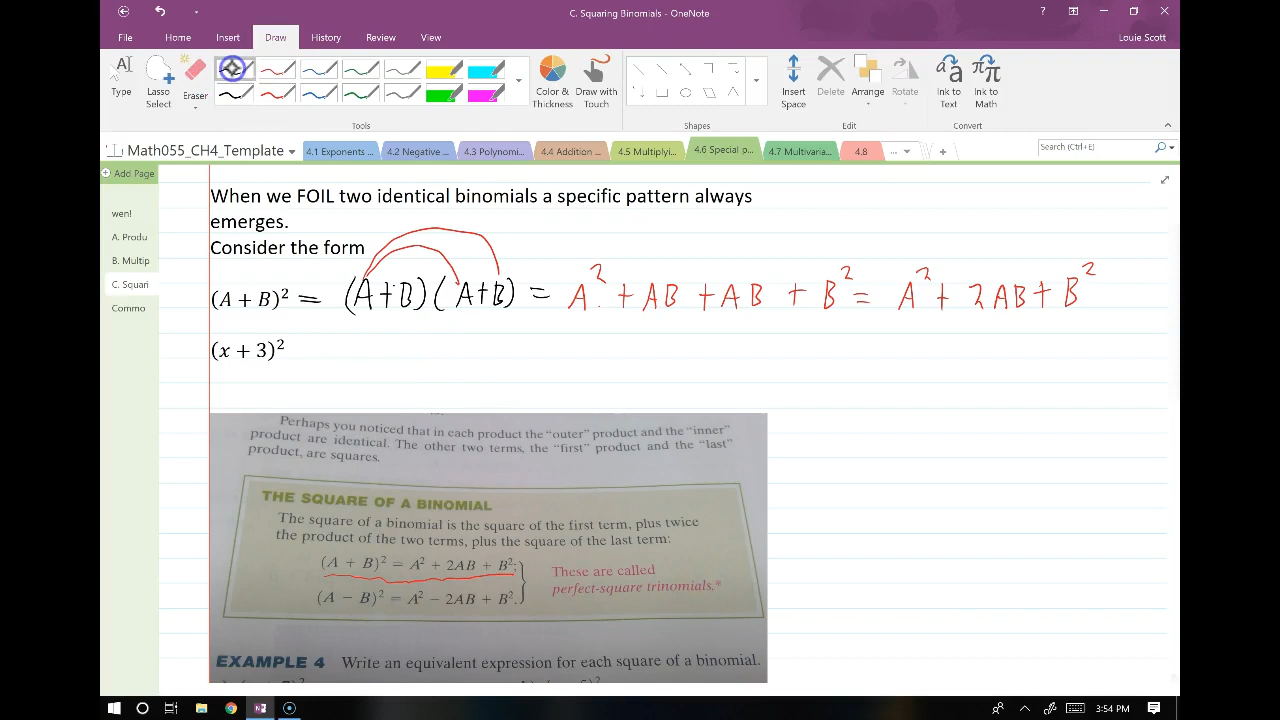 C. Squaring Binomials - OneNote
File Home Insert Draw History Review View
Louie Scott
Type Lasso Select Eraser
Color & Thickness Draw with Touch
Insert Space Delete Arrange Rotate Ink to Text Ink to Math
Tools Shapes Edit Convert
Math055_CH4_Template 4.1 Exponents ... 4.2 Negative ... 4.3 Polynomi... 4.4 Addition ... 4.5 Multiplyi... 4.6 Special p... 4.7 Multivaria... 4.8 ... Search (Ctrl+E)
Add Page
wen!
A. Produ
B. Multip
C. Squari
Commo
When we FOIL two identical binomials a specific pattern always
emerges.
Consider the form
(A + B)² = (A+B)(A+B) = A² + AB + AB + B² = A² + 2AB + B²
(x + 3)²
Perhaps you noticed that in each product the "outer" product and the "inner"
product are identical. The other two terms, the "first" product and the "last"
product, are squares.
THE SQUARE OF A BINOMIAL
The square of a binomial is the square of the first term, plus twice
the product of the two terms, plus the square of the last term:
(A + B)² = A² + 2AB + B²;
(A − B)² = A² − 2AB + B².
These are called
perfect-square trinomials.*
EXAMPLE 4 Write an equivalent expression for each square of a binomial.
3:54 PM